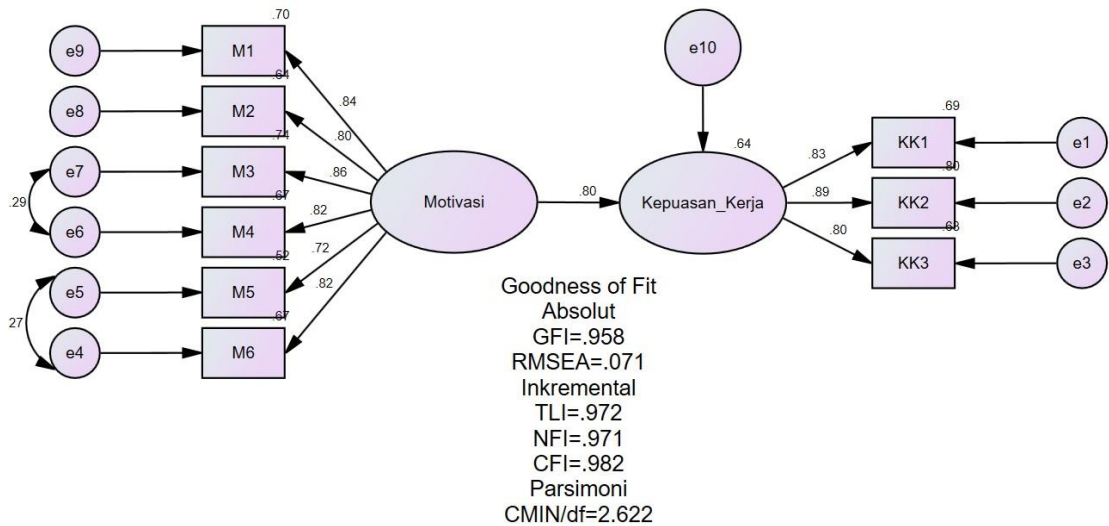 .70
e9
M1
.84
.64
e8
M2
.80
.74
e7
M3
.86
.29
.67
e6
M4
.82
.52
e5
M5
.72
27
.67
e4
M6
.82
Motivasi
.80
e10
.64
Kepuasan_Kerja
.83
.69
KK1
e1
.89
.80
KK2
e2
.80
KK3
e3
Goodness of Fit
Absolut
GFI=.958
RMSEA=.071
Inkremental
TLI=.972
NFI=.971
CFI=.982
Parsimoni
CMIN/df=2.622